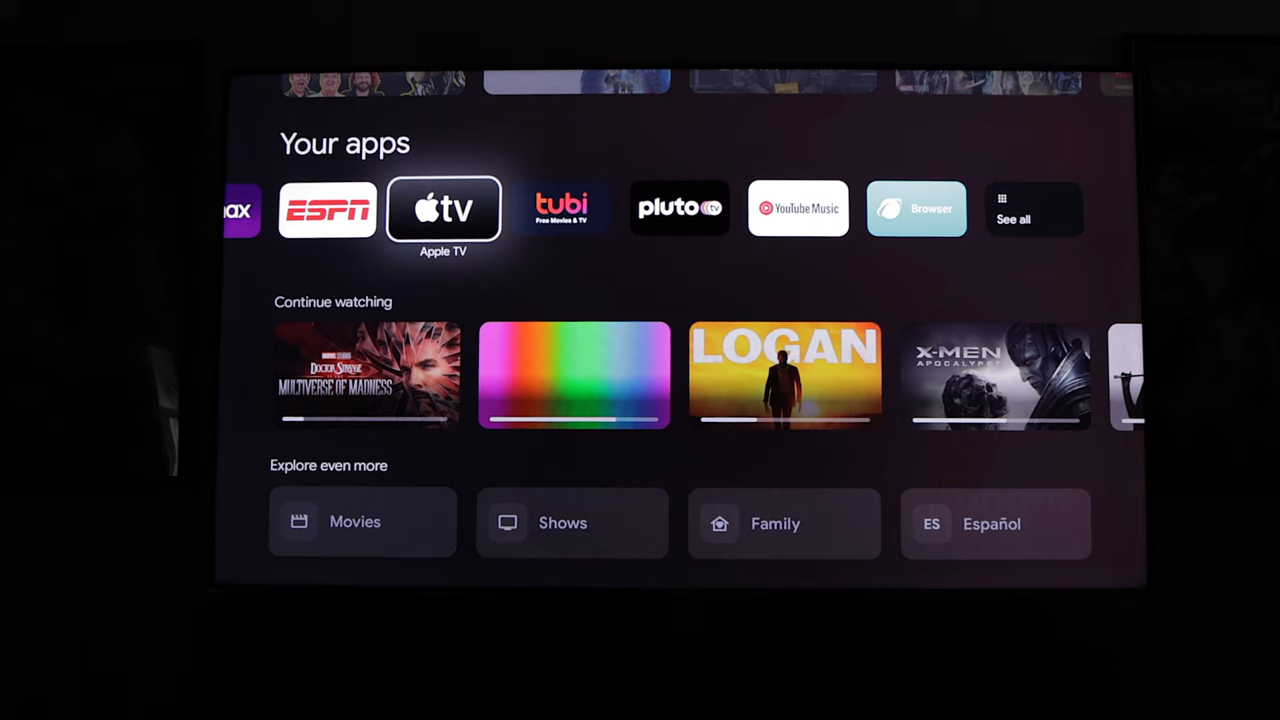 Your apps
ax
ESPN
tv
tubi
Free Movies & TV
pluto tv
YouTube Music
Browser
See all
Apple TV
Continue watching
MARVEL STUDIOS
DOCTOR STRANGE
IN THE
MULTIVERSE OF MADNESS
LOGAN
X-MEN
APOCALYPSE
Explore even more
Movies
Shows
Family
ES Español